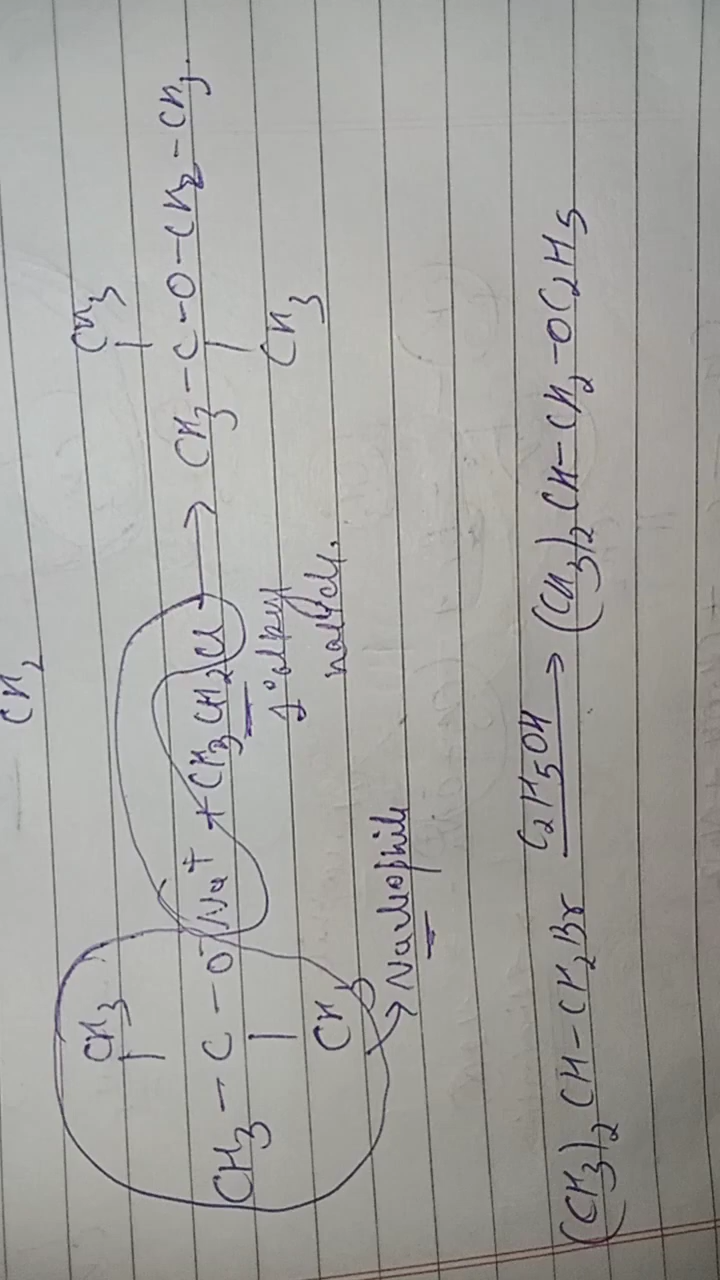 CH2
CH3 CH3
CH3 - C - O⁻ Na⁺ + CH3CH2Cl → CH3 - C - O - CH2 - CH3.
CH3 1° alkyl CH3
halide.
→ Nucleophile
(CH3)2 CH - CH2Br C2H5OH → (CH3)2 CH - CH2 - OC2H5